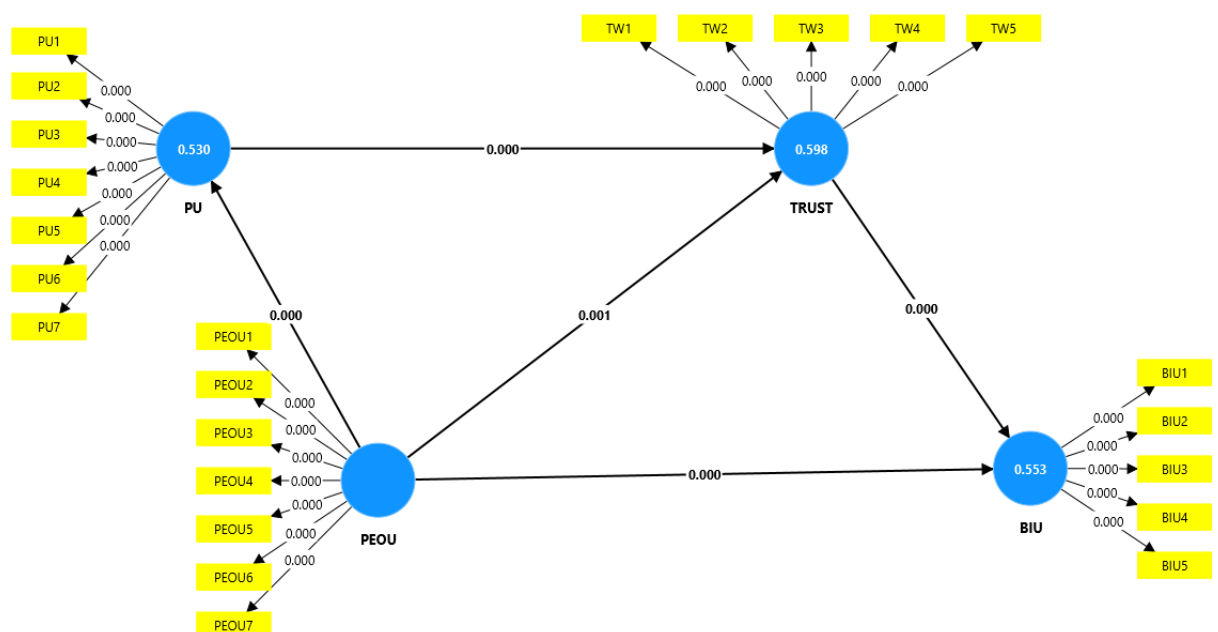 TW1 TW2 TW3 TW4 TW5
0.000 0.000 0.000 0.000 0.000
PU1
PU2
PU3
PU4
PU5
PU6
PU7
0.000
0.000
0.000
0.000
0.000
0.000
0.000
0.530
PU
0.000
0.598
TRUST
0.000
0.001
0.000
PEOU1
PEOU2
PEOU3
PEOU4
PEOU5
PEOU6
PEOU7
0.000
0.000
0.000
0.000
0.000
0.000
0.000
PEOU
0.000
0.553
BIU
0.000
0.000
0.000
0.000
0.000
BIU1
BIU2
BIU3
BIU4
BIU5